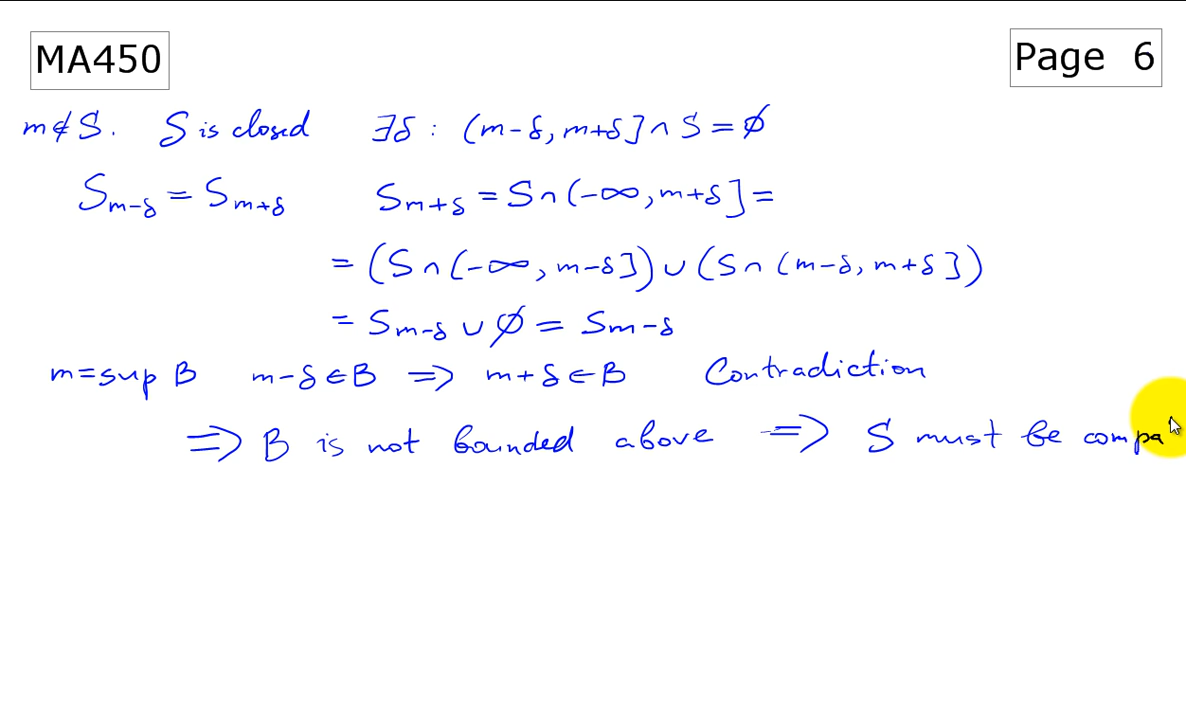 MA450
Page 6
m∉S. S is closed ∃δ : (m-δ, m+δ] ∩ S = ∅
S_{m-δ} = S_{m+δ} S_{m+δ} = S∩(-∞, m+δ] =
= (S∩(-∞, m-δ]) ∪ (S∩(m-δ, m+δ])
= S_{m-δ} ∪ ∅ = S_{m-δ}
m = sup B m-δ∈B => m+δ∈B Contradiction
=> B is not bounded above => S must be compa